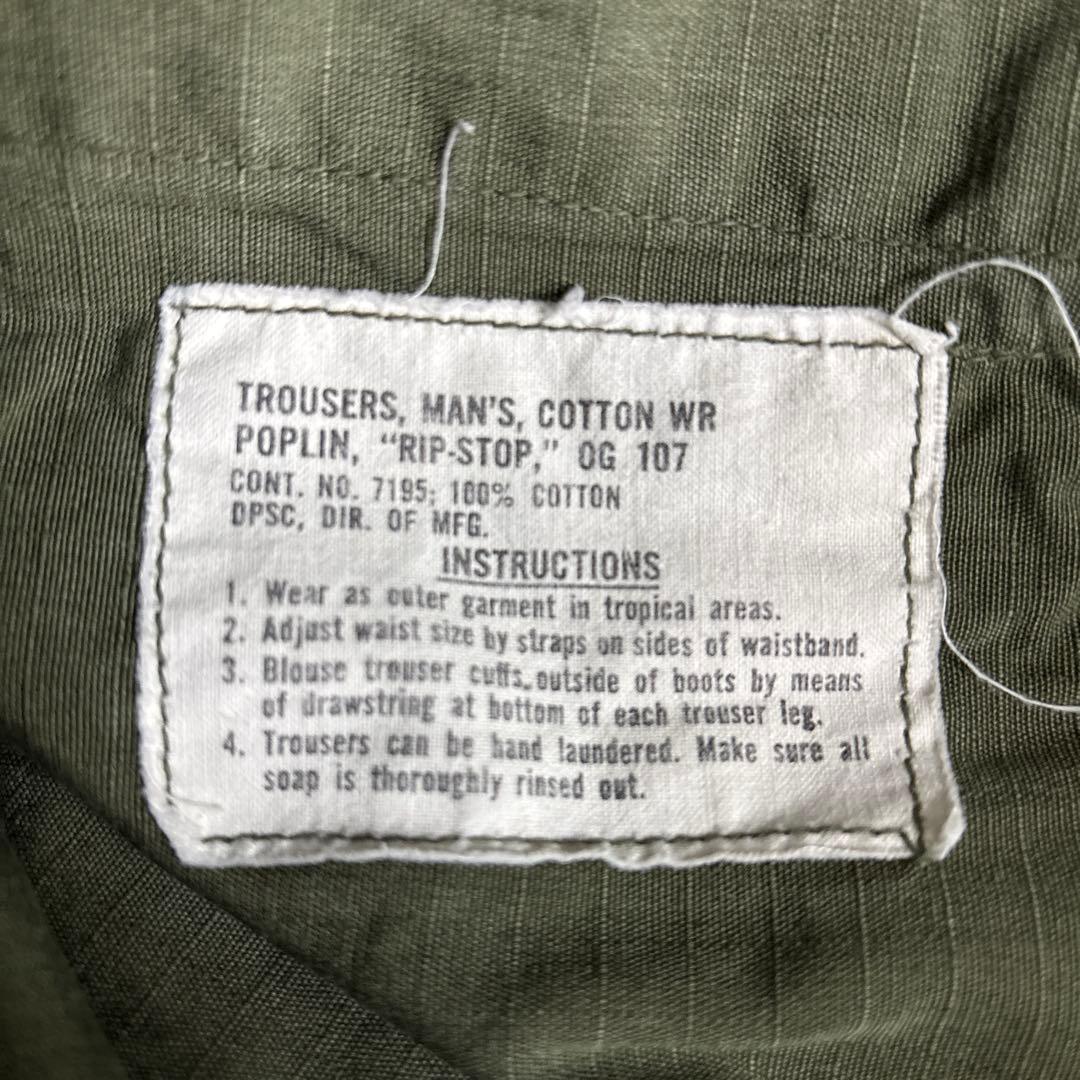 TROUSERS, MAN'S, COTTON WR
POPLIN, "RIP-STOP," OG 107
CONT. NO. 7195; 100% COTTON
DPSC, DIR. OF MFG.
INSTRUCTIONS
1. Wear as outer garment in tropical areas.
2. Adjust waist size by straps on sides of waistband.
3. Blouse trouser cuffs outside of boots by means
of drawstring at bottom of each trouser leg.
4. Trousers can be hand laundered. Make sure all
soap is thoroughly rinsed out.